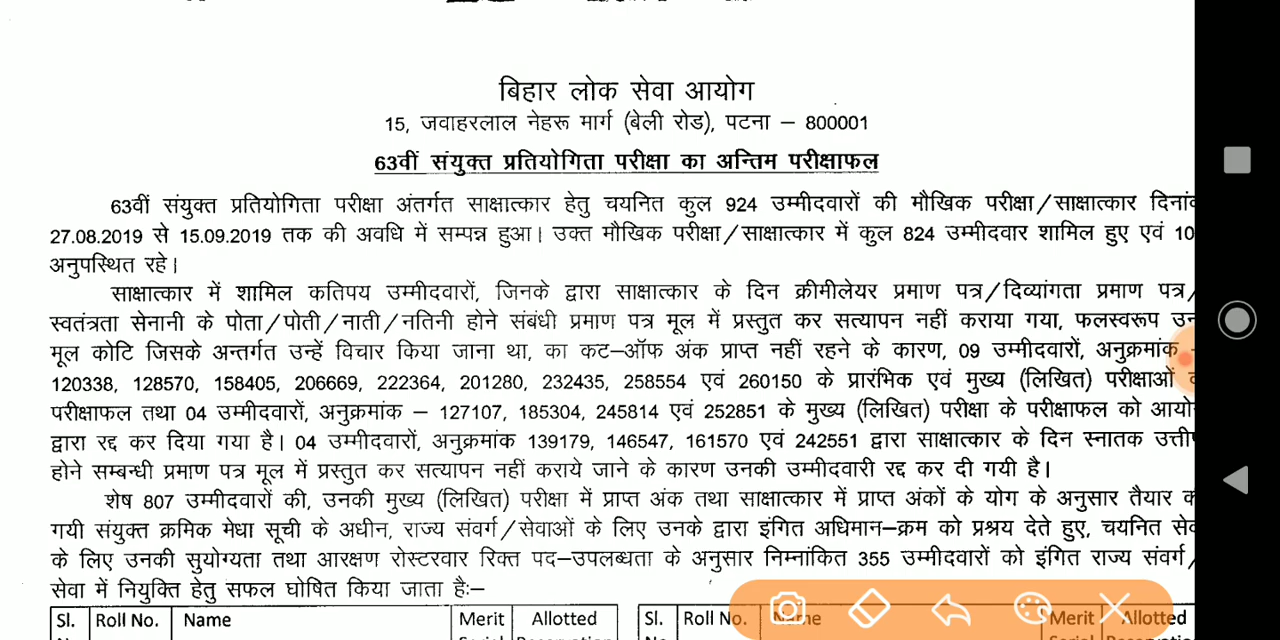 बिहार लोक सेवा आयोग
15, जवाहरलाल नेहरू मार्ग (बेली रोड), पटना – 800001
63वीं संयुक्त प्रतियोगिता परीक्षा का अन्तिम परीक्षाफल
63वीं संयुक्त प्रतियोगिता परीक्षा अंतर्गत साक्षात्कार हेतु चयनित कुल 924 उम्मीदवारों की मौखिक परीक्षा/साक्षात्कार
27.08.2019 से 15.09.2019 तक की अवधि में सम्पन्न हुआ। उक्त मौखिक परीक्षा/साक्षात्कार में कुल 824 उम्मीदवार शामिल हुए एवं
अनुपस्थित रहे।
साक्षात्कार में शामिल कतिपय उम्मीदवारों, जिनके द्वारा साक्षात्कार के दिन क्रीमीलेयर प्रमाण पत्र/दिव्यांगता प्रमाण पत्र/
स्वतंत्रता सेनानी के पोता/पोती/नाती/नतिनी होने संबंधी प्रमाण पत्र मूल में प्रस्तुत कर सत्यापन नहीं कराया गया, फलस्वरूप
मूल कोटि जिसके अन्तर्गत उन्हें विचार किया जाना था, का कट–ऑफ अंक प्राप्त नहीं रहने के कारण, 09 उम्मीदवारों, अनुक्रमांक
120338, 128570, 158405, 206669, 222364, 201280, 232435, 258554 एवं 260150 के प्रारंभिक एवं मुख्य (लिखित) परीक्षाओं
परीक्षाफल तथा 04 उम्मीदवारों, अनुक्रमांक – 127107, 185304, 245814 एवं 252851 के मुख्य (लिखित) परीक्षा के परीक्षाफल को
द्वारा रद्द कर दिया गया है। 04 उम्मीदवारों, अनुक्रमांक 139179, 146547, 161570 एवं 242551 द्वारा साक्षात्कार के दिन स्नातक
होने सम्बन्धी प्रमाण पत्र मूल में प्रस्तुत कर सत्यापन नहीं कराये जाने के कारण उनकी उम्मीदवारी रद्द कर दी गयी है।
शेष 807 उम्मीदवारों की, उनकी मुख्य (लिखित) परीक्षा में प्राप्त अंक तथा साक्षात्कार में प्राप्त अंकों के योग के अनुसार तैयार
गयी संयुक्त क्रमिक मेधा सूची के अधीन, राज्य संवर्ग/सेवाओं के लिए उनके द्वारा इंगित अधिमान–क्रम को प्रश्रय देते हुए, चयनित
के लिए उनकी सुयोग्यता तथा आरक्षण रोस्टरवार रिक्त पद–उपलब्धता के अनुसार निम्नांकित 355 उम्मीदवारों को इंगित राज्य संवर्ग/
सेवा में नियुक्ति हेतु सफल घोषित किया जाता है:–
Sl. Roll No. Name Merit Allotted Sl. Roll No. Name Merit Allotted